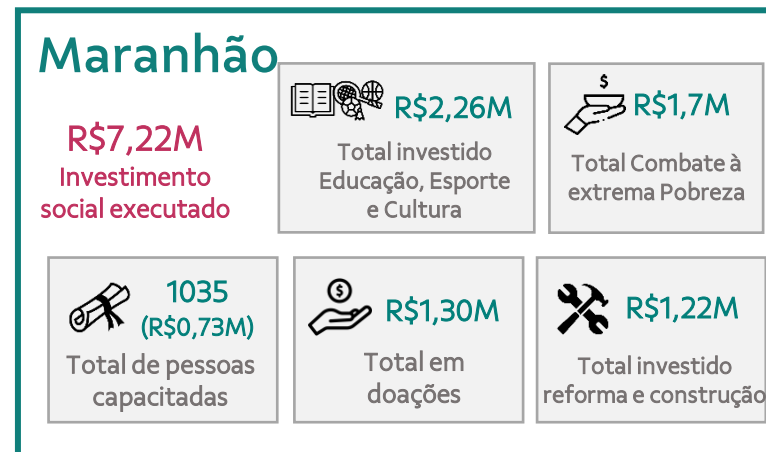 Maranhão
R$7,22M
Investimento
social executado
R$2,26M
Total investido
Educação, Esporte
e Cultura
$
R$1,7M
Total Combate à
extrema Pobreza
1035
(R$0,73M)
Total de pessoas
capacitadas
$
R$1,30M
Total em
doações
R$1,22M
Total investido
reforma e construção